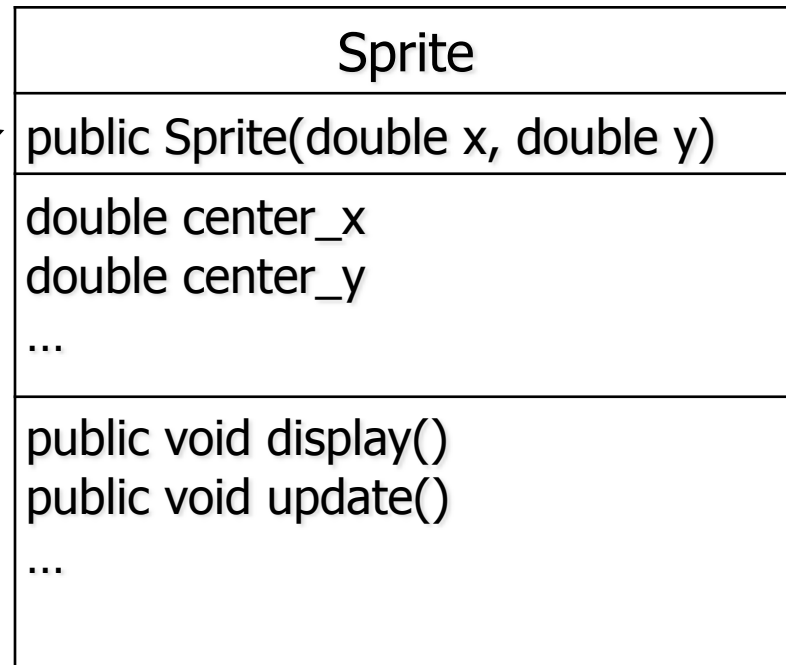 Sprite
public Sprite(double x, double y)
double center_x
double center_y
…
public void display()
public void update()
…